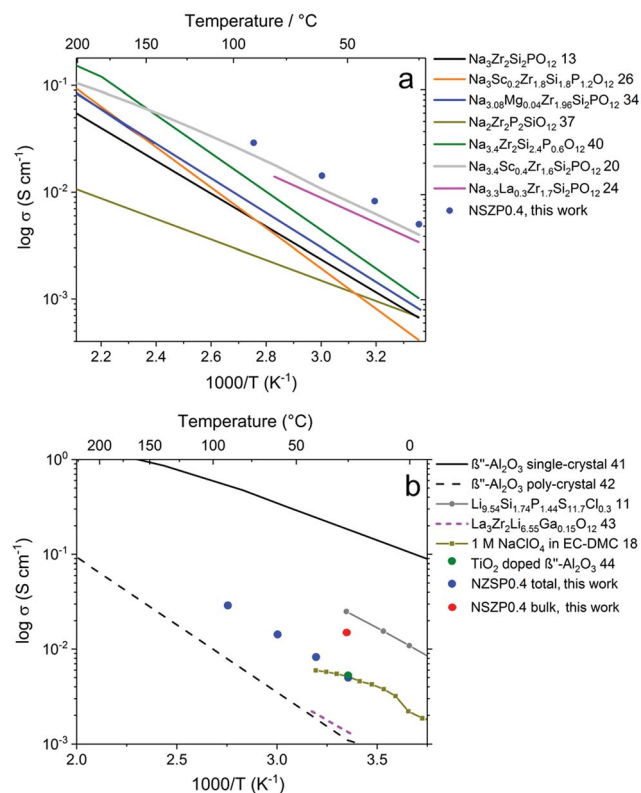 Temperature / °C
200 150 100 50 20
a
log σ (S cm⁻¹)
10⁻¹
10⁻²
10⁻³
2.2 2.4 2.6 2.8 3.0 3.2
1000/T (K⁻¹)
Na₃Zr₂Si₂PO₁₂ 13
Na₃Sc₀.₂Zr₁.₈Si₁.₈P₁.₂O₁₂ 26
Na₃.₀₈Mg₀.₀₄Zr₁.₉₆Si₂PO₁₂ 34
Na₂Zr₂P₂SiO₁₂ 37
Na₃.₄Zr₂Si₂.₄P₀.₆O₁₂ 40
Na₃.₄Sc₀.₄Zr₁.₆Si₂PO₁₂ 20
Na₃.₃La₀.₃Zr₁.₇Si₂PO₁₂ 24
NSZP0.4, this work
Temperature (°C)
200 150 100 50 0
b
log σ (S cm⁻¹)
10⁰
10⁻¹
10⁻²
10⁻³
2.0 2.5 3.0 3.5
1000/T (K⁻¹)
ß"-Al₂O₃ single-crystal 41
ß"-Al₂O₃ poly-crystal 42
Li₉.₅₄Si₁.₇₄P₁.₄₄S₁₁.₇Cl₀.₃ 11
La₃Zr₂Li₆.₅₅Ga₀.₁₅O₁₂ 43
1 M NaClO₄ in EC-DMC 18
TiO₂ doped ß"-Al₂O₃ 44
NZSP0.4 total, this work
NSZP0.4 bulk, this work